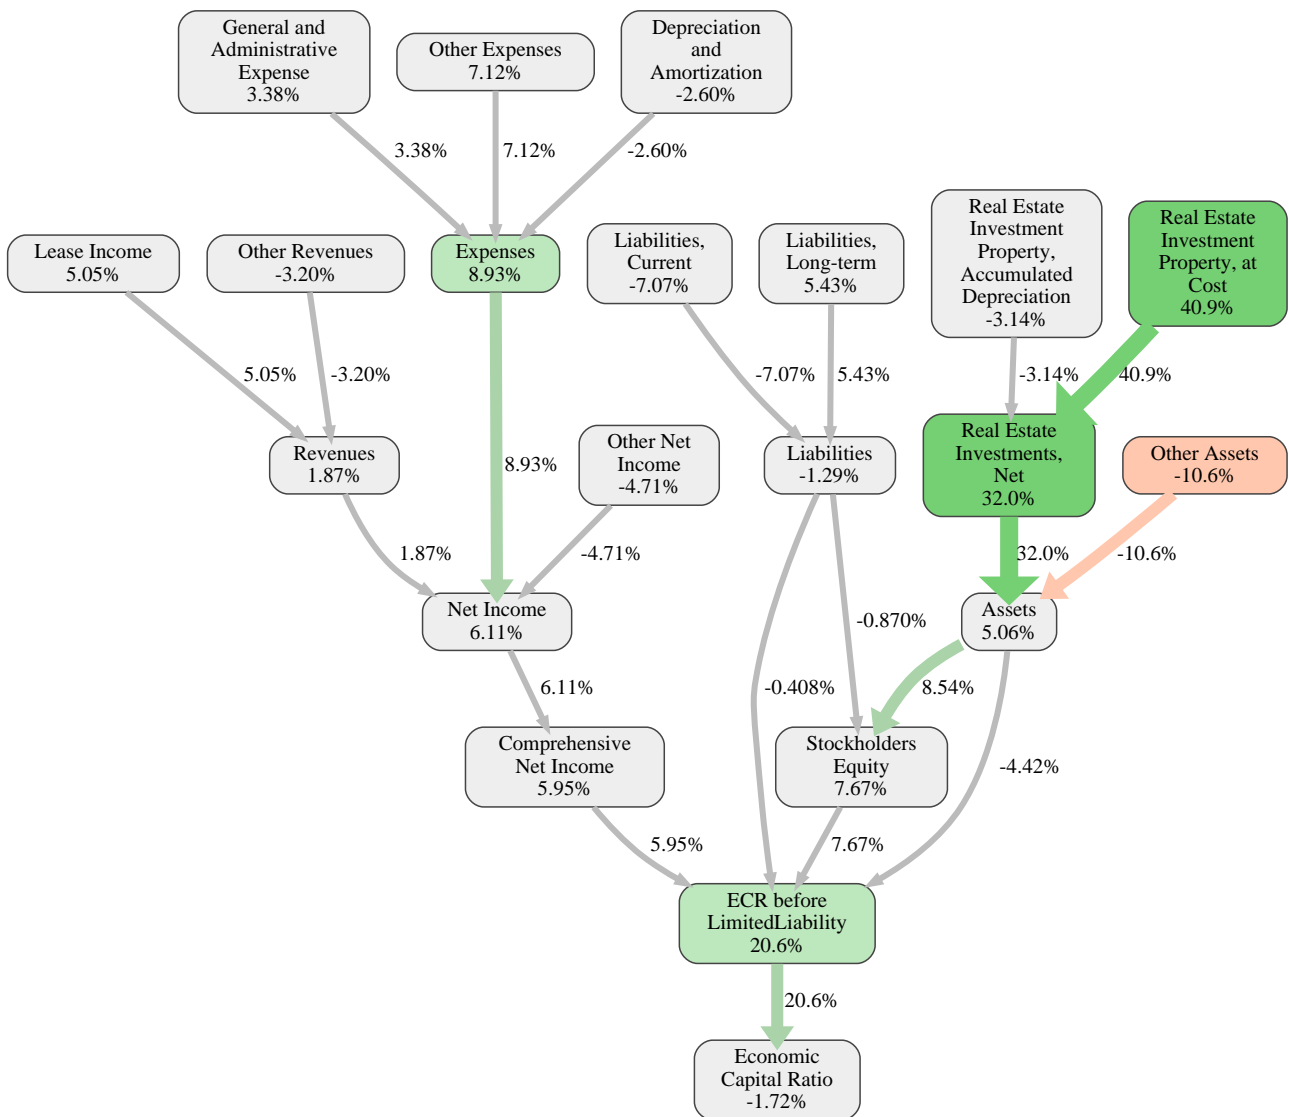 General and
Administrative
Expense
3.38%
Other Expenses
7.12%
Depreciation
and
Amortization
-2.60%
3.38%
7.12%
-2.60%
Lease Income
5.05%
Other Revenues
-3.20%
Expenses
8.93%
Liabilities,
Current
-7.07%
Liabilities,
Long-term
5.43%
Real Estate
Investment
Property,
Accumulated
Depreciation
-3.14%
Real Estate
Investment
Property, at
Cost
40.9%
5.05%
-3.20%
-7.07%
5.43%
-3.14%
40.9%
Revenues
1.87%
8.93%
Other Net
Income
-4.71%
Liabilities
-1.29%
Real Estate
Investments,
Net
32.0%
Other Assets
-10.6%
1.87%
-4.71%
32.0%
-10.6%
Net Income
6.11%
-0.870%
Assets
5.06%
6.11%
-0.408%
8.54%
Comprehensive
Net Income
5.95%
Stockholders
Equity
7.67%
-4.42%
5.95%
7.67%
ECR before
LimitedLiability
20.6%
20.6%
Economic
Capital Ratio
-1.72%